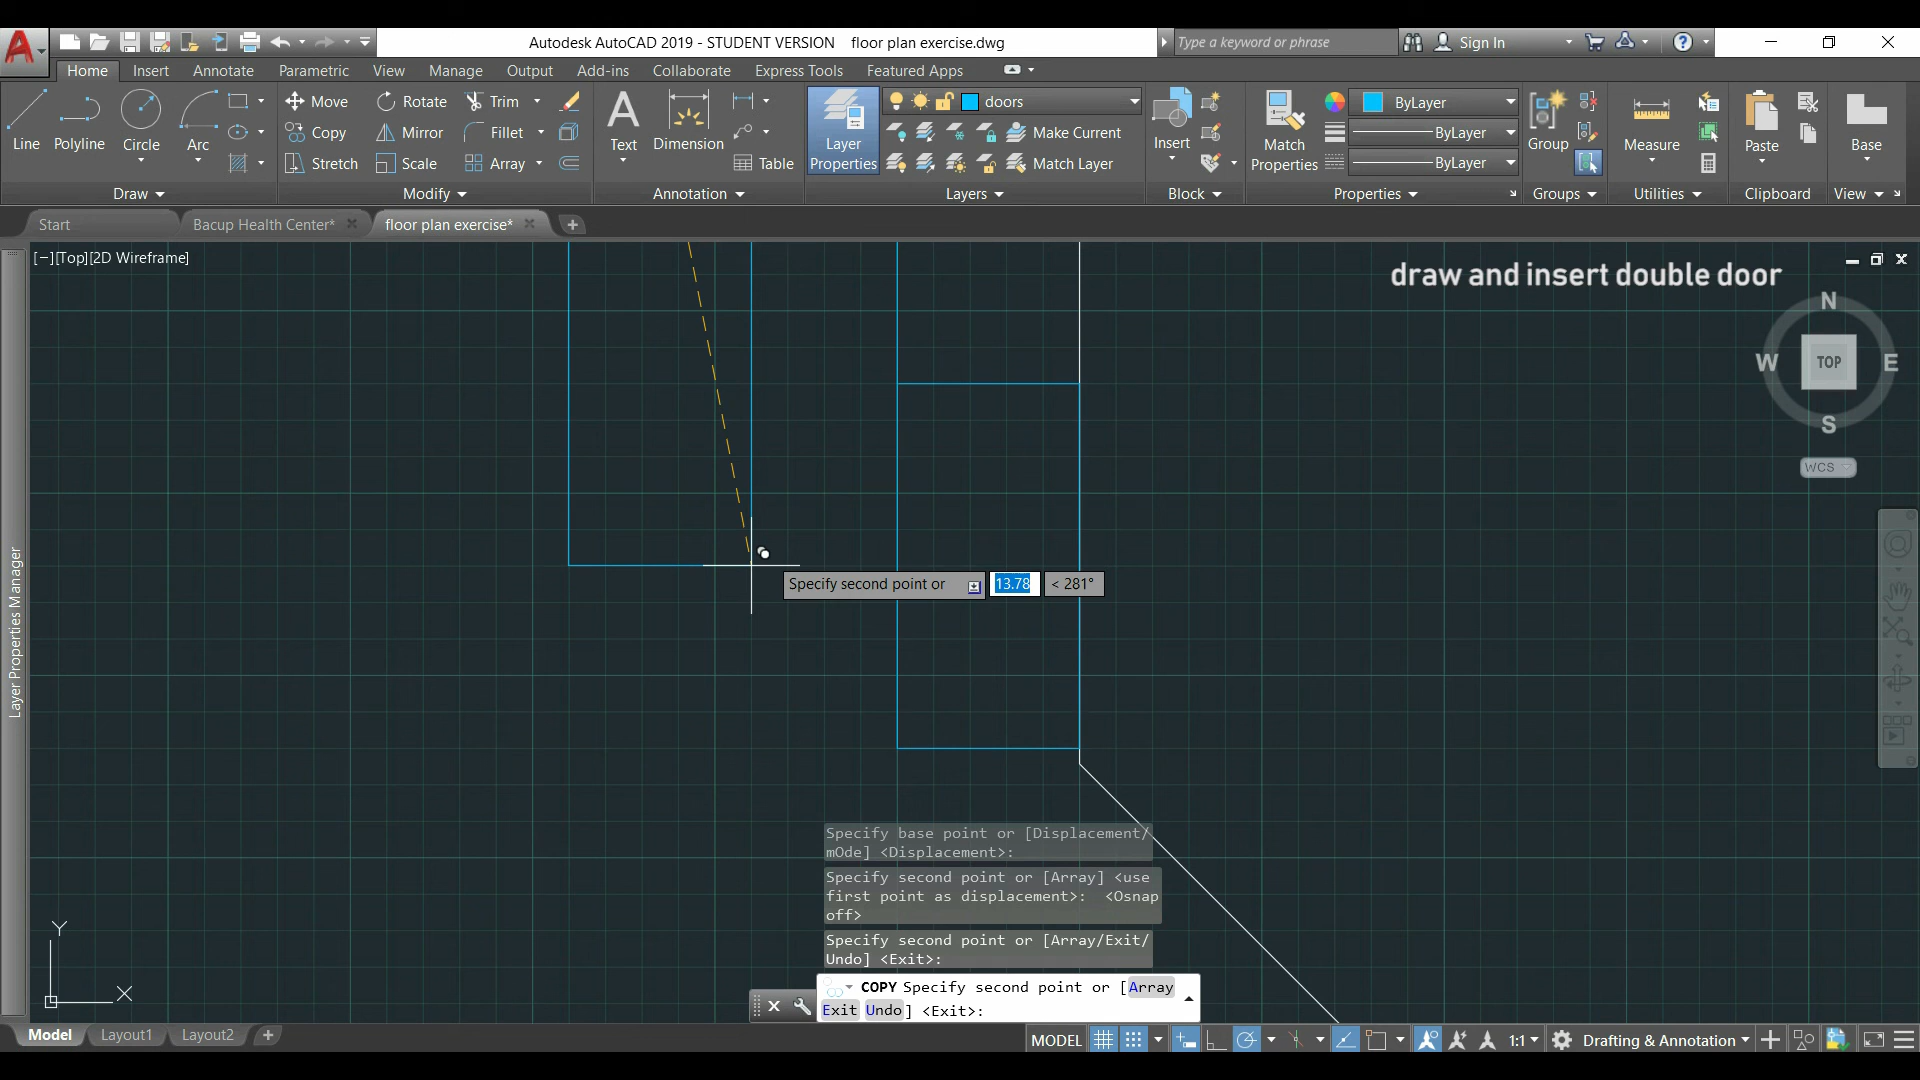 Autodesk AutoCAD 2019 - STUDENT VERSION floor plan exercise.dwg
Type a keyword or phrase
Sign In
Home Insert Annotate Parametric View Manage Output Add-ins Collaborate Express Tools Featured Apps
Line Polyline Circle Arc
Move Rotate Trim
Copy Mirror Fillet
Stretch Scale Array
Text Dimension Table
Layer Properties
doors
Make Current
Match Layer
Insert
Match Properties
ByLayer
ByLayer
ByLayer
Group
Measure
Paste
Base
Draw Modify Annotation Layers Block Properties Groups Utilities Clipboard View
Start Bacup Health Center* floor plan exercise*
[−][Top][2D Wireframe]
draw and insert double door
N
W TOP E
S
WCS
Layer Properties Manager
Specify second point or 13.78 < 281°
Specify base point or [Displacement/
mOde] <Displacement>:
Specify second point or [Array] <use
first point as displacement>: <Osnap
off>
Specify second point or [Array/Exit/
Undo] <Exit>:
COPY Specify second point or [Array
Exit Undo] <Exit>:
Y
X
Model Layout1 Layout2
MODEL 1:1 Drafting & Annotation